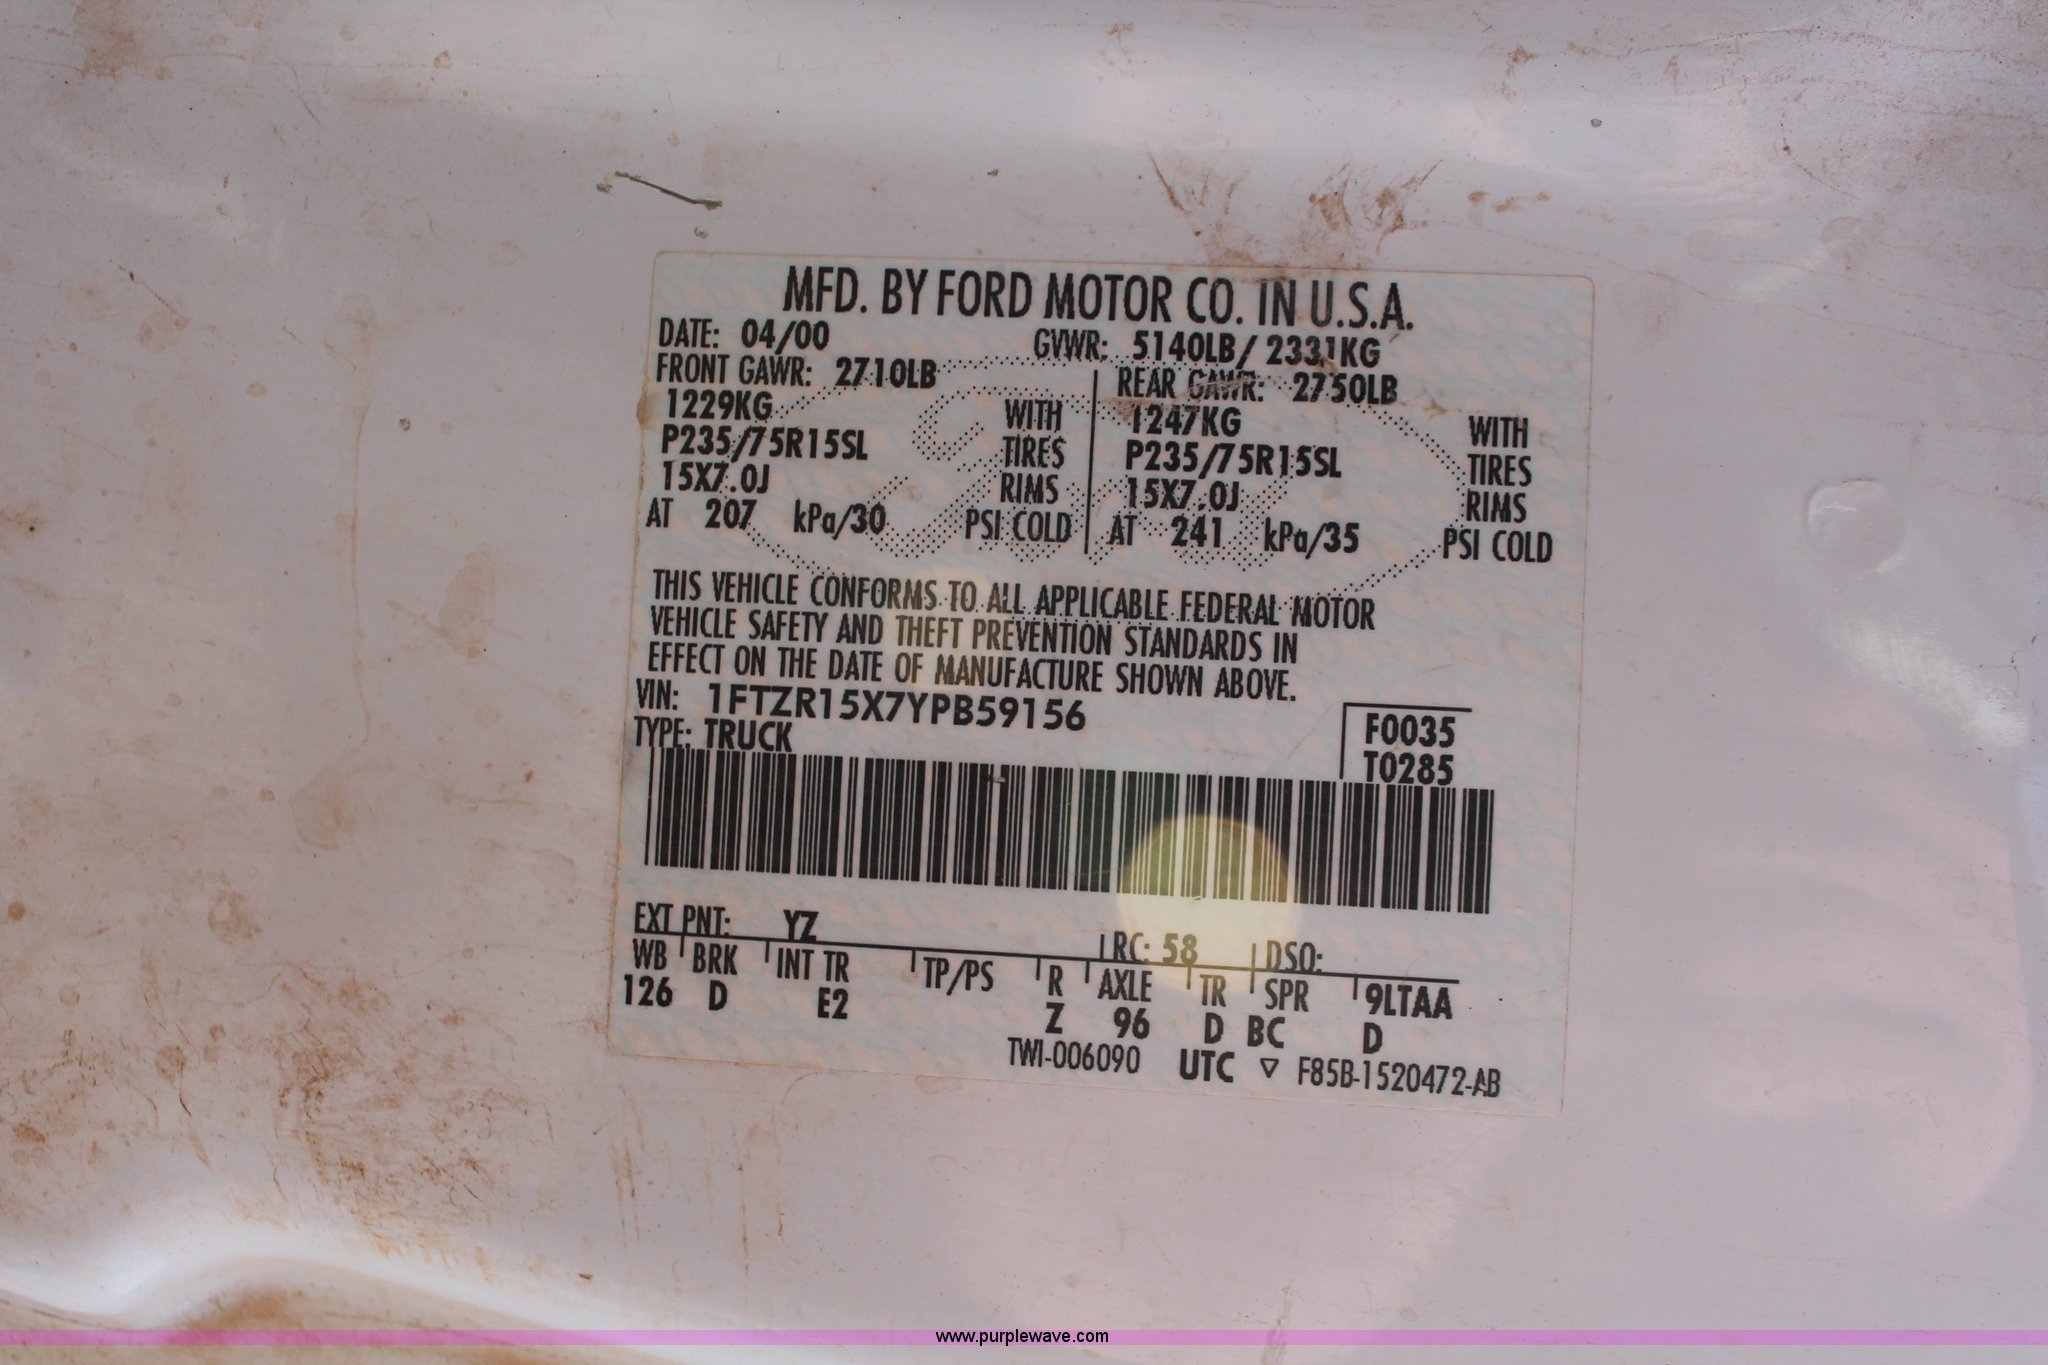 MFD. BY FORD MOTOR CO. IN U.S.A.
DATE: 04/00 GVWR: 5140LB/ 2331KG
FRONT GAWR: 2710LB REAR GAWR: 2750LB
1229KG WITH 1247KG WITH
P235/75R15SL TIRES P235/75R15SL TIRES
15X7.0J RIMS 15X7.0J RIMS
AT 207 kPa/30 PSI COLD AT 241 kPa/35 PSI COLD
THIS VEHICLE CONFORMS TO ALL APPLICABLE FEDERAL MOTOR
VEHICLE SAFETY AND THEFT PREVENTION STANDARDS IN
EFFECT ON THE DATE OF MANUFACTURE SHOWN ABOVE.
VIN: 1FTZR15X7YPB59156 F0035
TYPE: TRUCK T0285
EXT PNT: YZ RC: 58 DSO:
WB BRK INT TR TP/PS R AXLE TR SPR 9LTAA
126 D E2 Z 96 D BC D
TWI-006090 UTC ▽ F85B-1520472-AB
www.purplewave.com